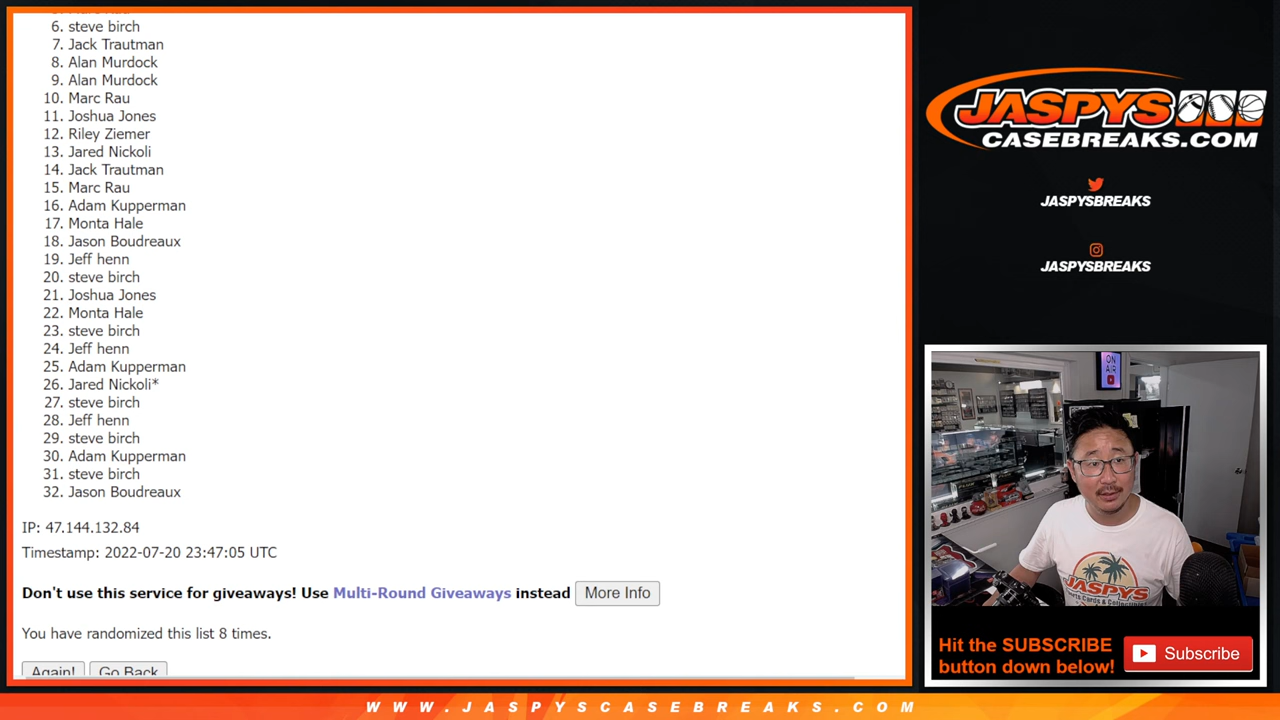 6. steve birch
7. Jack Trautman
8. Alan Murdock
9. Alan Murdock
10. Marc Rau
11. Joshua Jones
12. Riley Ziemer
13. Jared Nickoli
14. Jack Trautman
15. Marc Rau
16. Adam Kupperman
17. Monta Hale
18. Jason Boudreaux
19. Jeff henn
20. steve birch
21. Joshua Jones
22. Monta Hale
23. steve birch
24. Jeff henn
25. Adam Kupperman
26. Jared Nickoli*
27. steve birch
28. Jeff henn
29. steve birch
30. Adam Kupperman
31. steve birch
32. Jason Boudreaux
IP: 47.144.132.84
Timestamp: 2022-07-20 23:47:05 UTC
Don't use this service for giveaways! Use Multi-Round Giveaways instead More Info
You have randomized this list 8 times.
Again! Go Back
JASPYS
CASEBREAKS.COM
JASPYSBREAKS
JASPYSBREAKS
ON
AIR
JASPYS
Hit the SUBSCRIBE
button down below!
Subscribe
WWW.JASPYSCASEBREAKS.COM